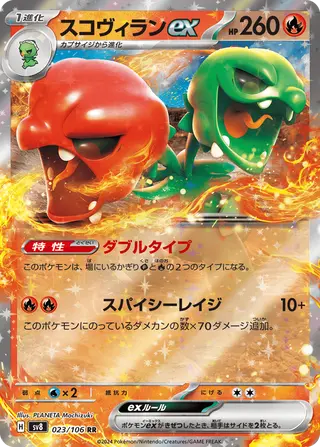 1進化
スコヴィランex
HP260
カプサイジから進化
特性
とくせい
ダブルタイプ
このポケモンは、場にいるかぎりと の2つのタイプになる。
スパイシーレイジ 10+
このポケモンにのっているダメカンの数×70ダメージ追加。
弱点 ×2 抵抗力 にげる
Illus. PLANETA Mochizuki
H sv8 023/106 RR
exルール
ポケモンexがきぜつしたとき、相手はサイドを2枚とる。
©2024 Pokémon/Nintendo/Creatures/GAME FREAK.